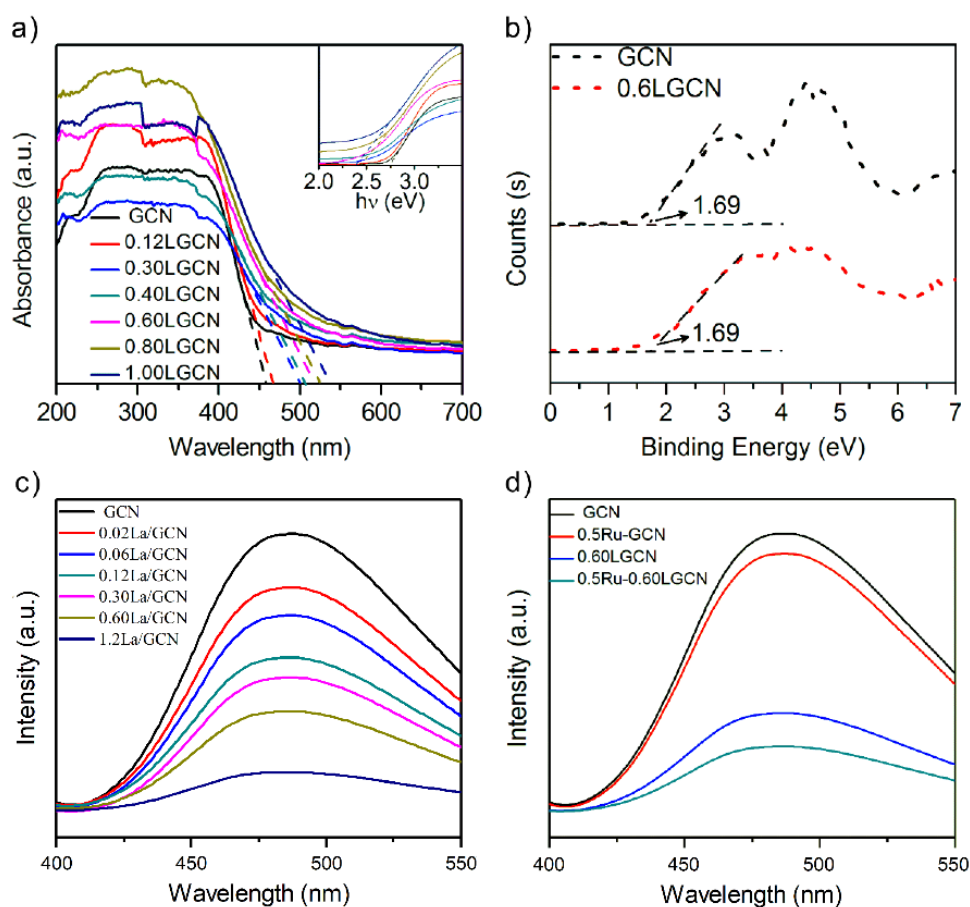 a)
Absorbance (a.u.)
GCN
0.12LGCN
0.30LGCN
0.40LGCN
0.60LGCN
0.80LGCN
1.00LGCN
2.0 2.5 3.0
hν (eV)
200 300 400 500 600 700
Wavelength (nm)
b)
Counts (s)
GCN
0.6LGCN
1.69
1.69
0 1 2 3 4 5 6 7
Binding Energy (eV)
c)
Intensity (a.u.)
GCN
0.02La/GCN
0.06La/GCN
0.12La/GCN
0.30La/GCN
0.60La/GCN
1.2La/GCN
400 450 500 550
Wavelength (nm)
d)
Intensity (a.u.)
GCN
0.5Ru-GCN
0.60LGCN
0.5Ru-0.60LGCN
400 450 500 550
Wavelength (nm)